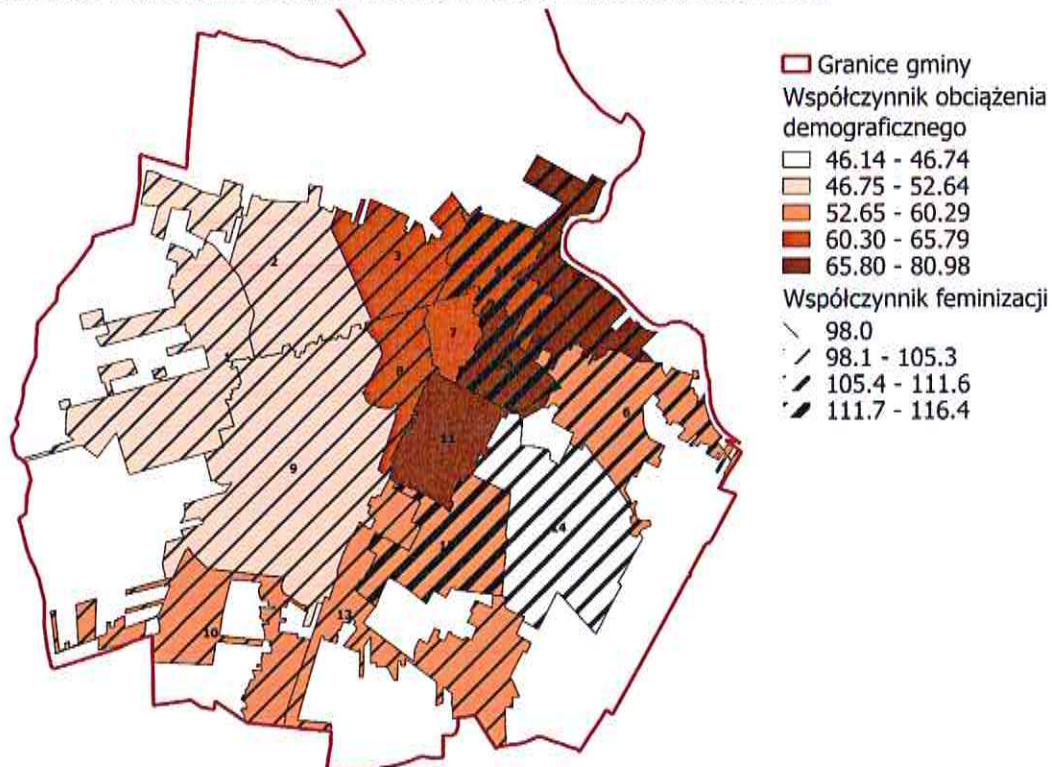 Granice gminy
Współczynnik obciążenia
demograficznego
46.14 - 46.74
46.75 - 52.64
52.65 - 60.29
60.30 - 65.79
65.80 - 80.98
Współczynnik feminizacji
98.0
98.1 - 105.3
105.4 - 111.6
111.7 - 116.4
2
3
7
8
6
11
9
14
13
10